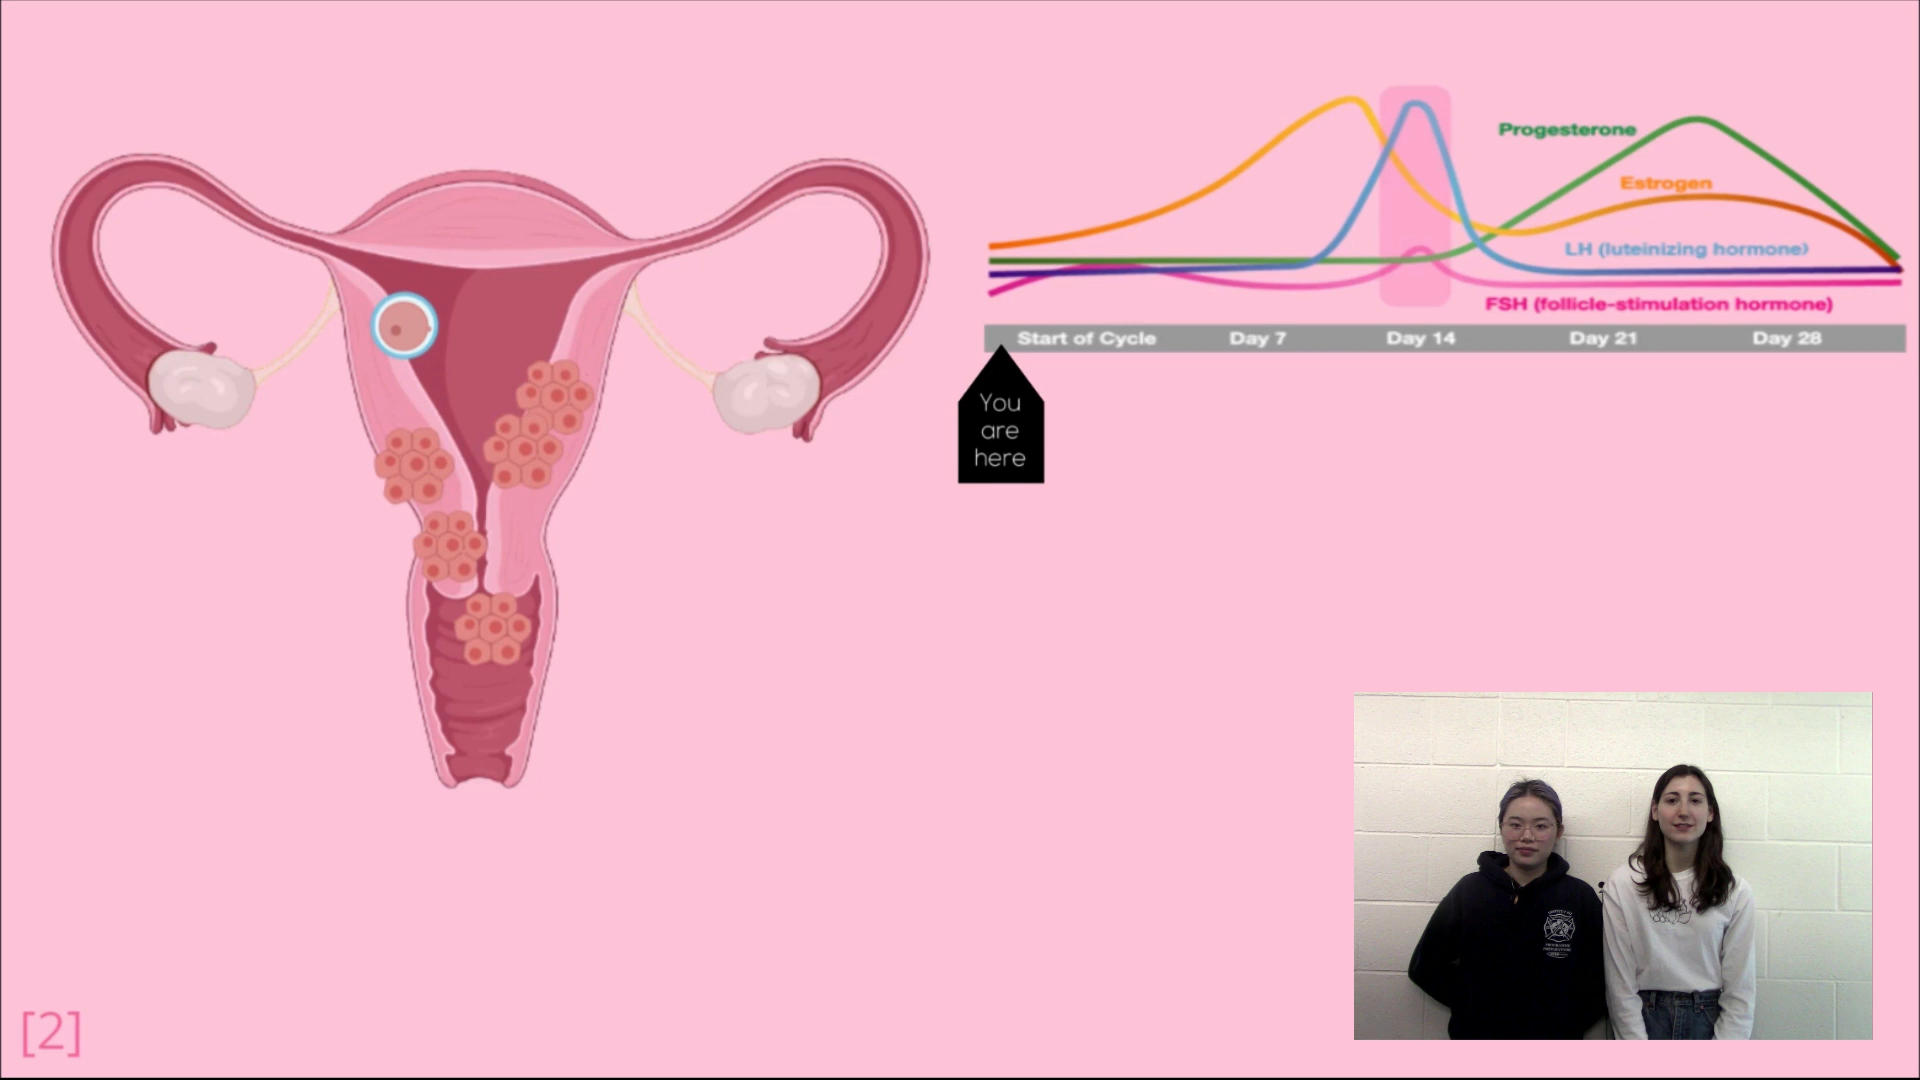 Progesterone
Estrogen
LH (luteinizing hormone)
FSH (follicle-stimulation hormone)
Start of Cycle Day 7 Day 14 Day 21 Day 28
You
are
here
[2]